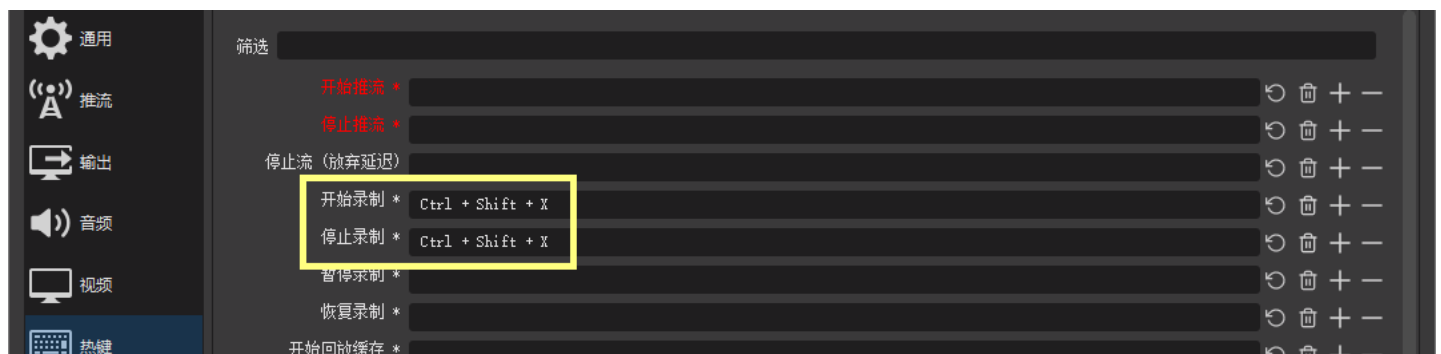 通用
推流
输出
音频
视频
热键
筛选
开始推流 *
停止推流 *
停止流（放弃延迟）
开始录制 * Ctrl + Shift + X
停止录制 * Ctrl + Shift + X
暂停录制 *
恢复录制 *
开始回放缓存 *